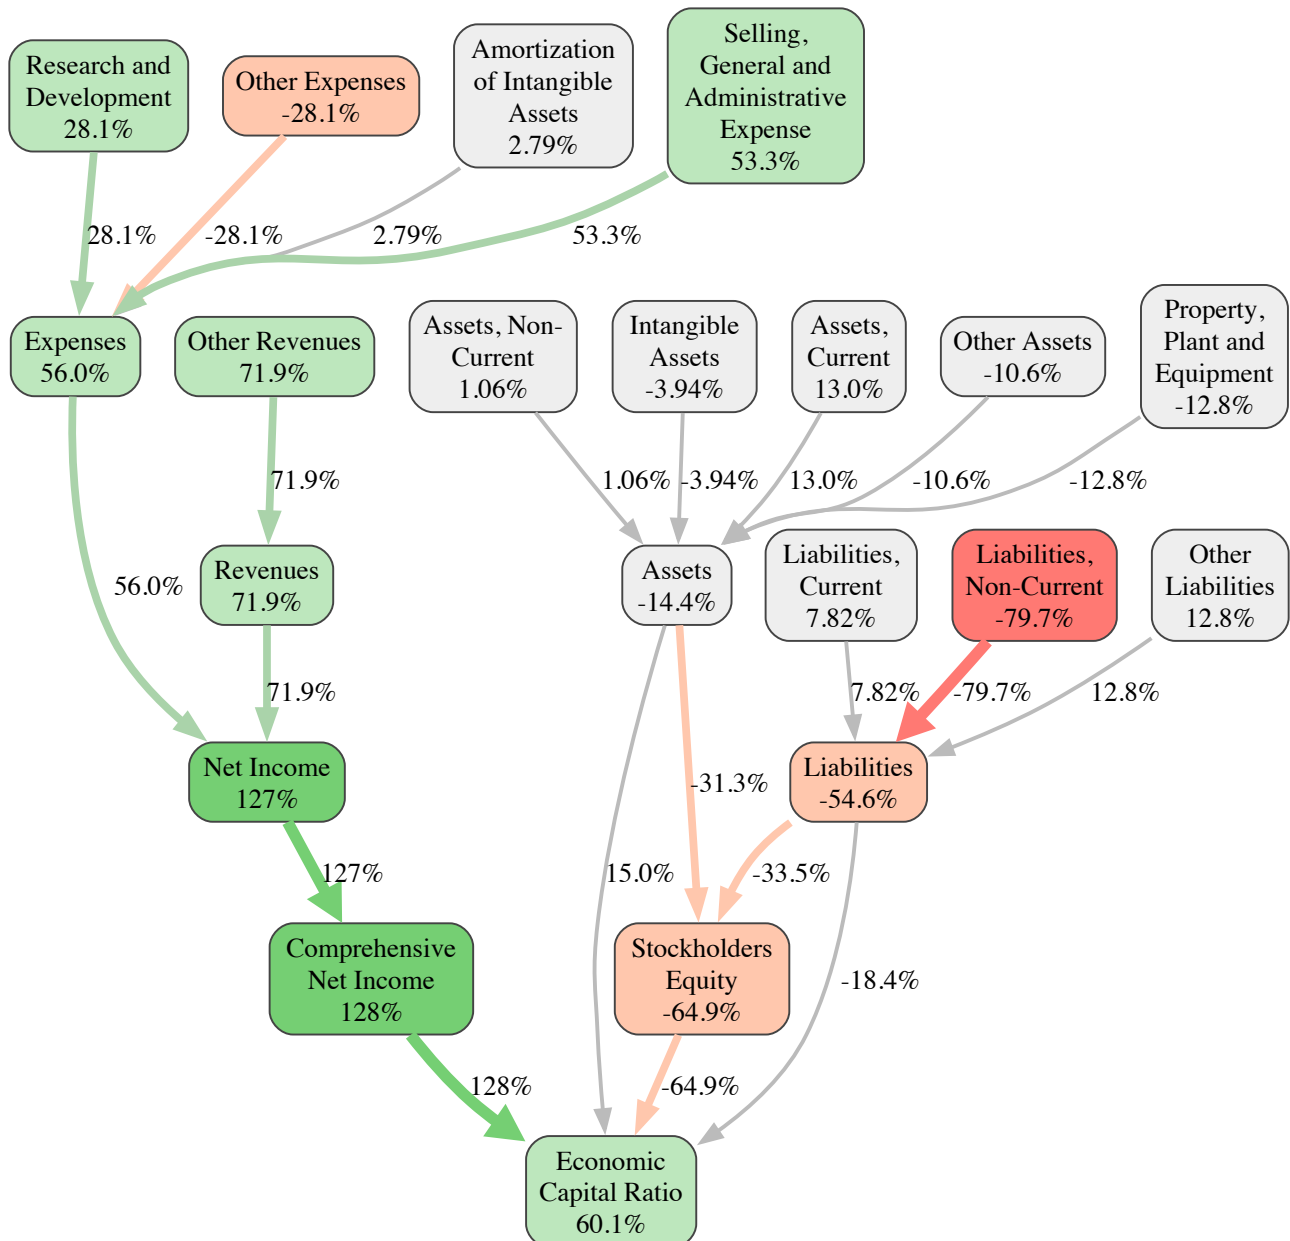 Research and
Development
28.1%
Other Expenses
-28.1%
Amortization
of Intangible
Assets
2.79%
Selling,
General and
Administrative
Expense
53.3%
28.1%
-28.1%
2.79%
53.3%
Expenses
56.0%
Other Revenues
71.9%
Assets, Non-
Current
1.06%
Intangible
Assets
-3.94%
Assets,
Current
13.0%
Other Assets
-10.6%
Property,
Plant and
Equipment
-12.8%
71.9%
1.06%
-3.94%
13.0%
-10.6%
-12.8%
56.0%
Revenues
71.9%
Assets
-14.4%
Liabilities,
Current
7.82%
Liabilities,
Non-Current
-79.7%
Other
Liabilities
12.8%
71.9%
7.82%
-79.7%
12.8%
Net Income
127%
-31.3%
Liabilities
-54.6%
127%
15.0%
-33.5%
Comprehensive
Net Income
128%
Stockholders
Equity
-64.9%
-18.4%
128%
-64.9%
Economic
Capital Ratio
60.1%